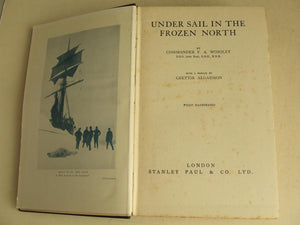 UNDER SAIL IN THE
FROZEN NORTH
BY
COMMANDER F. A. WORSLEY
WITH A PREFACE BY
GRETTIR ALGARSSON
FULLY ILLUSTRATED
LONDON
STANLEY PAUL & CO. LTD.